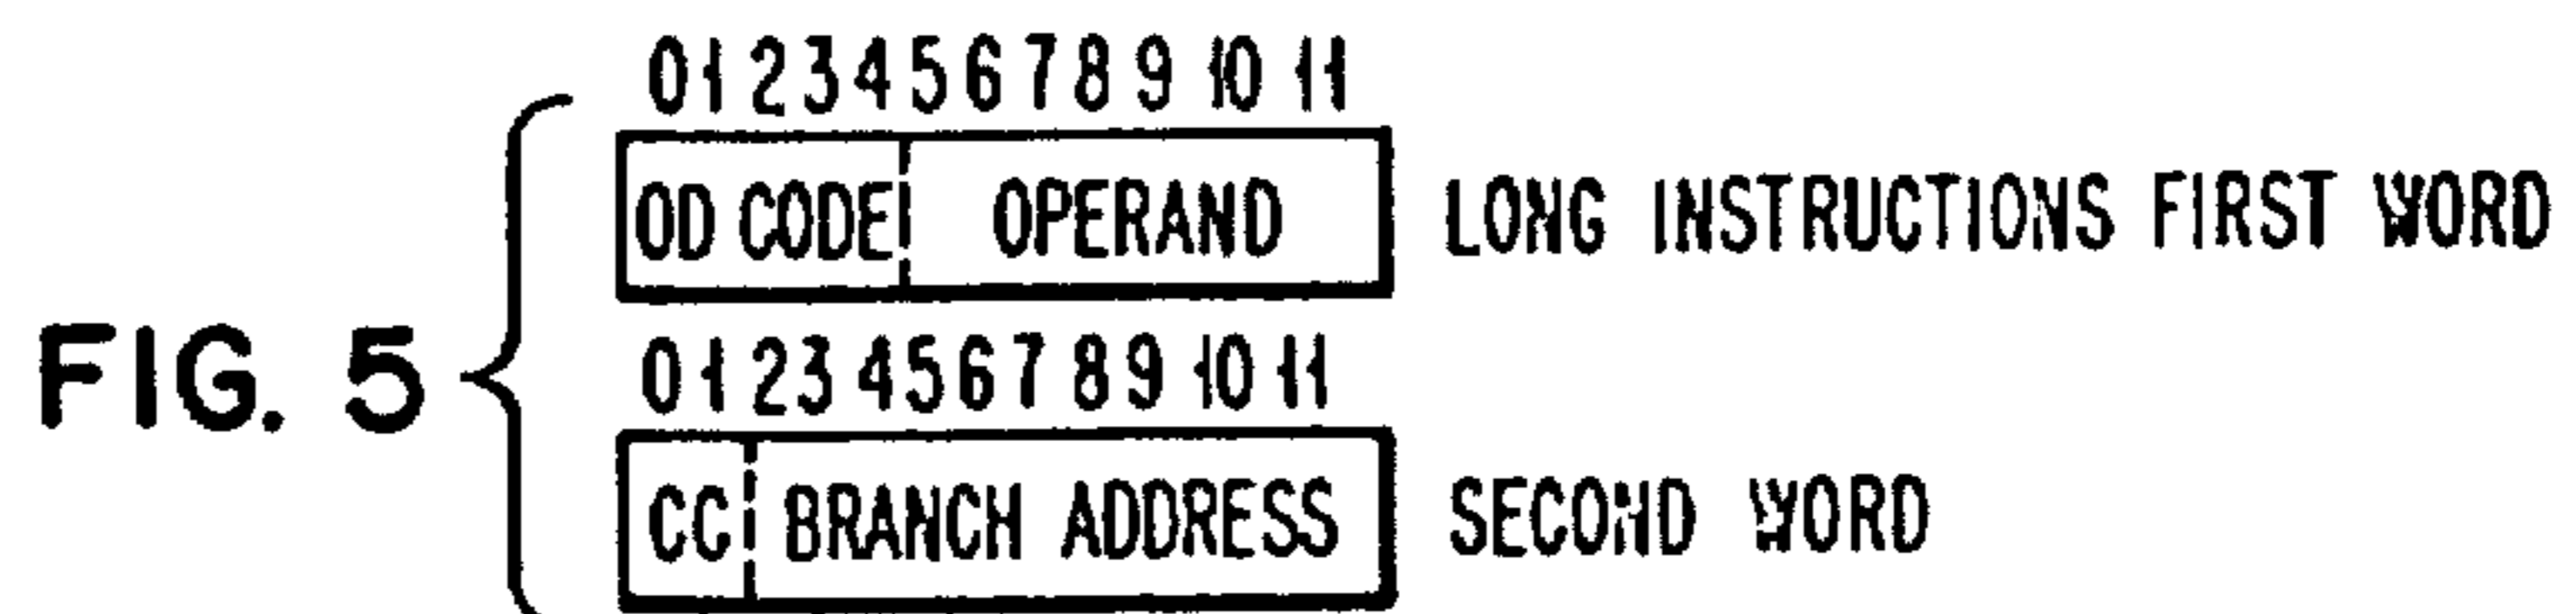 0 1 2 3 4 5 6 7 8 9 10 11
OD CODE OPERAND LONG INSTRUCTIONS FIRST WORD
FIG. 5
0 1 2 3 4 5 6 7 8 9 10 11
CC BRANCH ADDRESS SECOND WORD